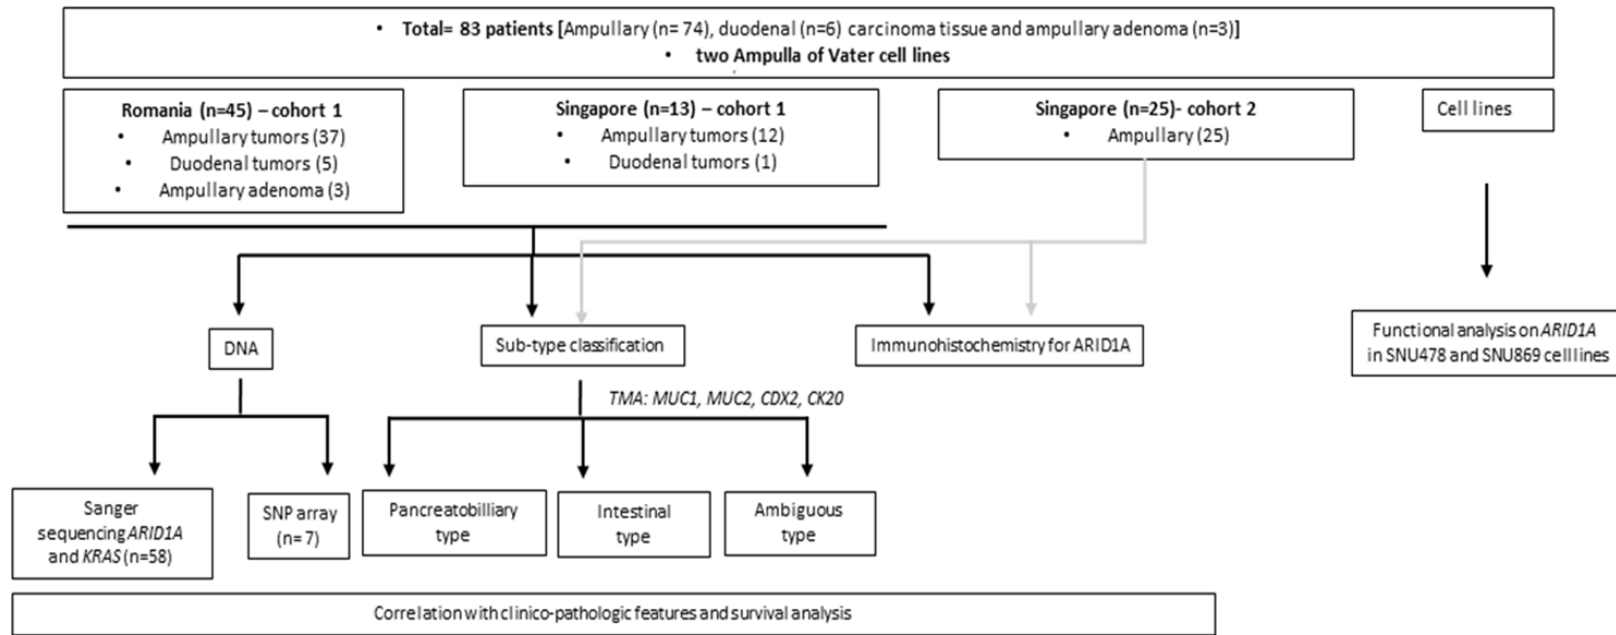 • Total= 83 patients [Ampullary (n= 74), duodenal (n=6) carcinoma tissue and ampullary adenoma (n=3)]
• two Ampulla of Vater cell lines
Romania (n=45) – cohort 1
• Ampullary tumors (37)
• Duodenal tumors (5)
• Ampullary adenoma (3)
Singapore (n=13) – cohort 1
• Ampullary tumors (12)
• Duodenal tumors (1)
Singapore (n=25)- cohort 2
• Ampullary (25)
Cell lines
DNA
Sub-type classification
Immunohistochemistry for ARID1A
Functional analysis on ARID1A
in SNU478 and SNU869 cell lines
TMA: MUC1, MUC2, CDX2, CK20
Sanger
sequencing ARID1A
and KRAS (n=58)
SNP array
(n= 7)
Pancreatobilliary
type
Intestinal
type
Ambiguous
type
Correlation with clinico-pathologic features and survival analysis